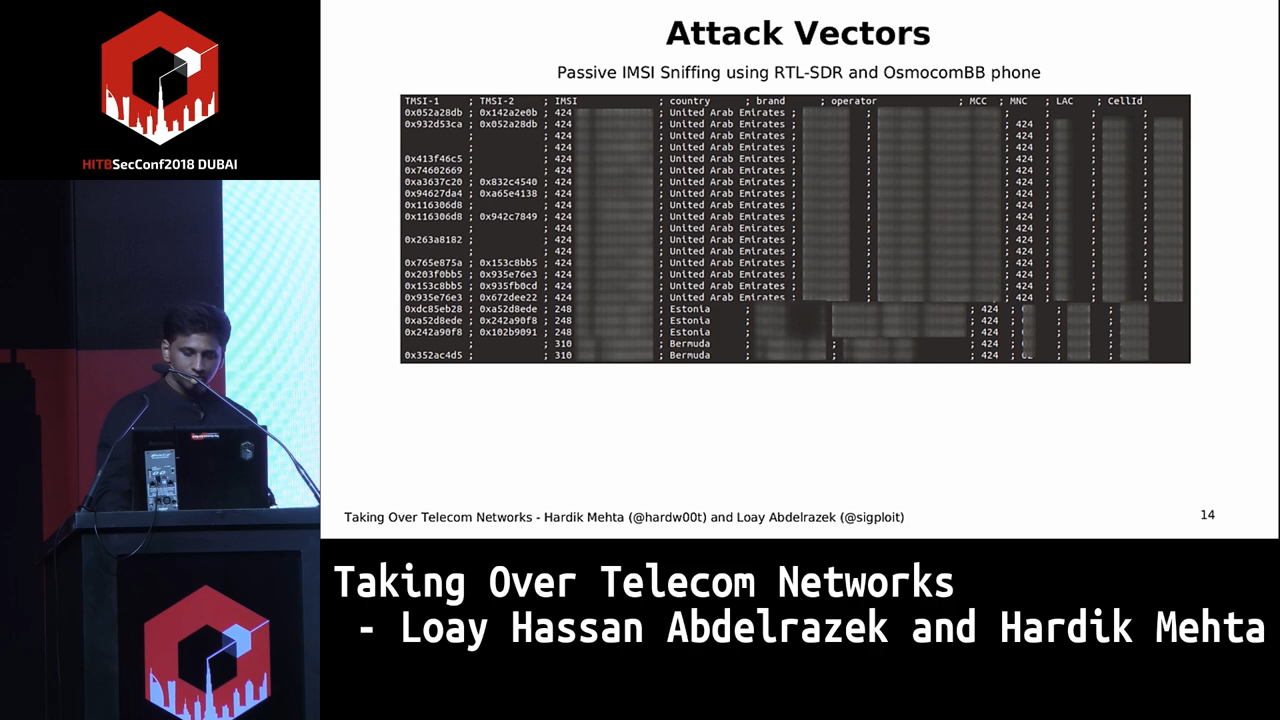 HITBSecConf2018 DUBAI
Attack Vectors
Passive IMSI Sniffing using RTL-SDR and OsmocomBB phone
TMSI-1 ; TMSI-2 ; IMSI ; country ; brand ; operator ; MCC ; MNC ; LAC ; CellId
0x052a28db ; 0x142a2e0b ; 424 ; United Arab Emirates ; ;
0x932d53ca ; 0x052a28db ; 424 ; United Arab Emirates ; ; ; 424 ; ; ;
; ; 424 ; United Arab Emirates ; ; ; 424 ; ; ;
; ; 424 ; United Arab Emirates ; ; ; 424 ; ; ;
0x413f46c5 ; ; 424 ; United Arab Emirates ; ; ; 424 ; ; ;
0x74602669 ; ; 424 ; United Arab Emirates ; ; ; 424 ; ; ;
0xa3637c20 ; 0x832c4540 ; 424 ; United Arab Emirates ; ; ; 424 ; ; ;
0x94627da4 ; 0xa65e4138 ; 424 ; United Arab Emirates ; ; ; 424 ; ; ;
0x116306d8 ; ; 424 ; United Arab Emirates ; ; ; 424 ; ; ;
0x116306d8 ; 0x942c7849 ; 424 ; United Arab Emirates ; ; ; 424 ; ; ;
; ; 424 ; United Arab Emirates ; ; ; 424 ; ; ;
0x263a8182 ; ; 424 ; United Arab Emirates ; ; ; 424 ; ; ;
; ; 424 ; United Arab Emirates ; ; ; 424 ; ; ;
0x765e875a ; 0x153c8bb5 ; 424 ; United Arab Emirates ; ; ; 424 ; ; ;
0x203f0bb5 ; 0x935e76e3 ; 424 ; United Arab Emirates ; ; ; 424 ; ; ;
0x153c8bb5 ; 0x935fb0cd ; 424 ; United Arab Emirates ; ; ; 424 ; ; ;
0x935e76e3 ; 0x672dee22 ; 424 ; United Arab Emirates ; ; ; 424 ; ; ;
0xdc85eb28 ; 0xa52d8ede ; 248 ; Estonia ; ; ; 424 ; ; ;
0xa52d8ede ; 0x242a90f8 ; 248 ; Estonia ; ; ; 424 ; ; ;
0x242a90f8 ; 0x102b9091 ; 248 ; Estonia ; ; ; 424 ; ; ;
; ; 310 ; Bermuda ; ; ; 424 ; ; ;
0x352ac4d5 ; ; 310 ; Bermuda ; ; ; 424 ; ; ;
Taking Over Telecom Networks - Hardik Mehta (@hardw00t) and Loay Abdelrazek (@sigploit)
14
Taking Over Telecom Networks
- Loay Hassan Abdelrazek and Hardik Mehta